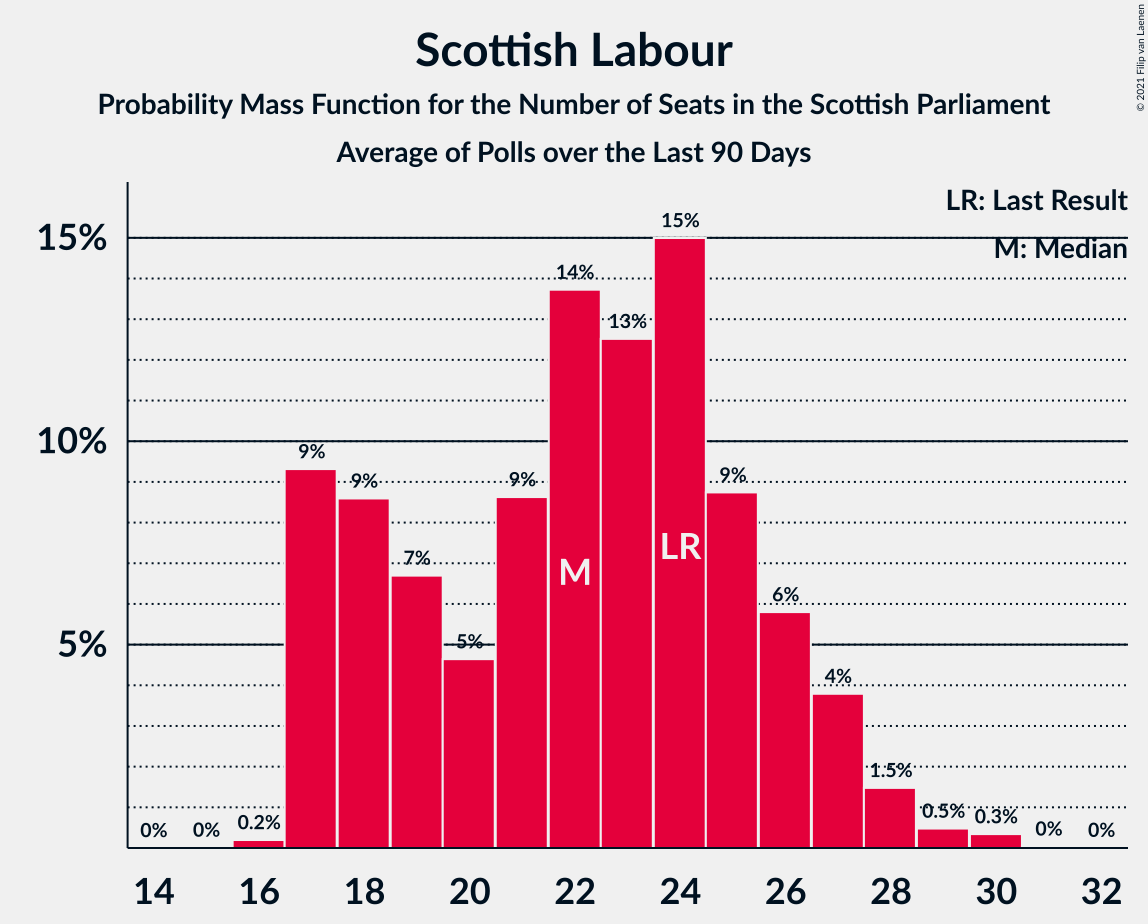 Scottish Labour
Probability Mass Function for the Number of Seats in the Scottish Parliament
Average of Polls over the Last 90 Days
© 2021 Filip van Laenen
LR: Last Result
M: Median
15%
10%
5%
0%
0%
0.2%
9%
9%
7%
5%
9%
14%
13%
15%
9%
6%
4%
1.5%
0.5%
0.3%
0%
0%
M
LR
14 16 18 20 22 24 26 28 30 32